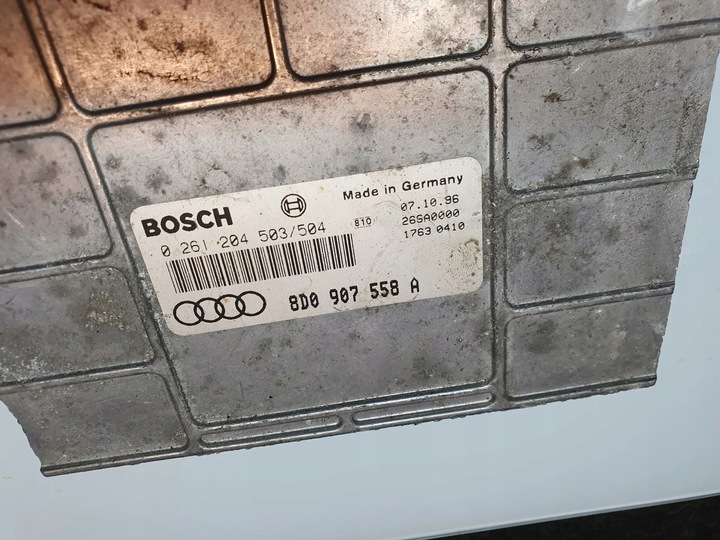 BOSCH
Made in Germany
0 261 204 503/504
810
07.10.96
26SA0000
1763 0410
8D0 907 558 A